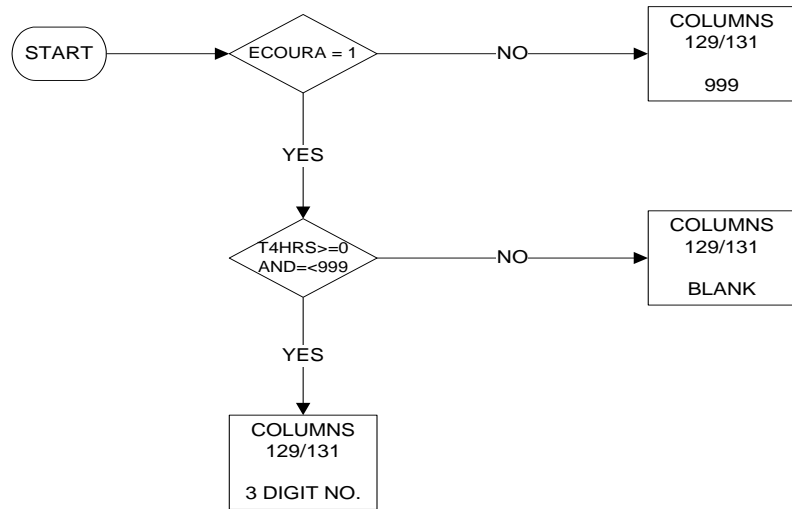 START
ECOURA = 1
NO
COLUMNS
129/131
999
YES
T4HRS>=0
AND=<999
NO
COLUMNS
129/131
BLANK
YES
COLUMNS
129/131
3 DIGIT NO.